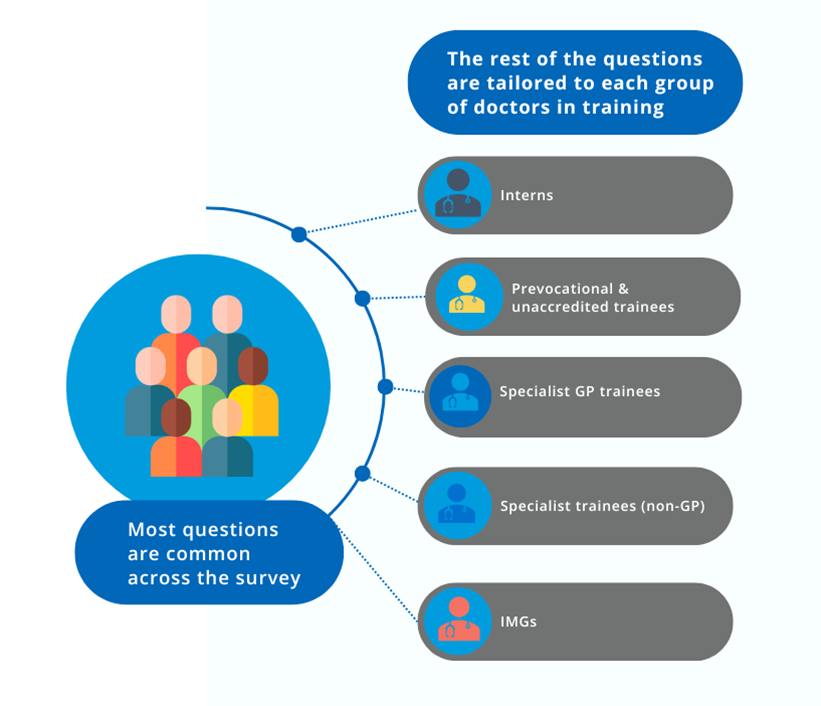 The rest of the questions
are tailored to each group
of doctors in training
Interns
Prevocational &
unaccredited trainees
Specialist GP trainees
Specialist trainees (non-GP)
IMGs
Most questions
are common
across the survey